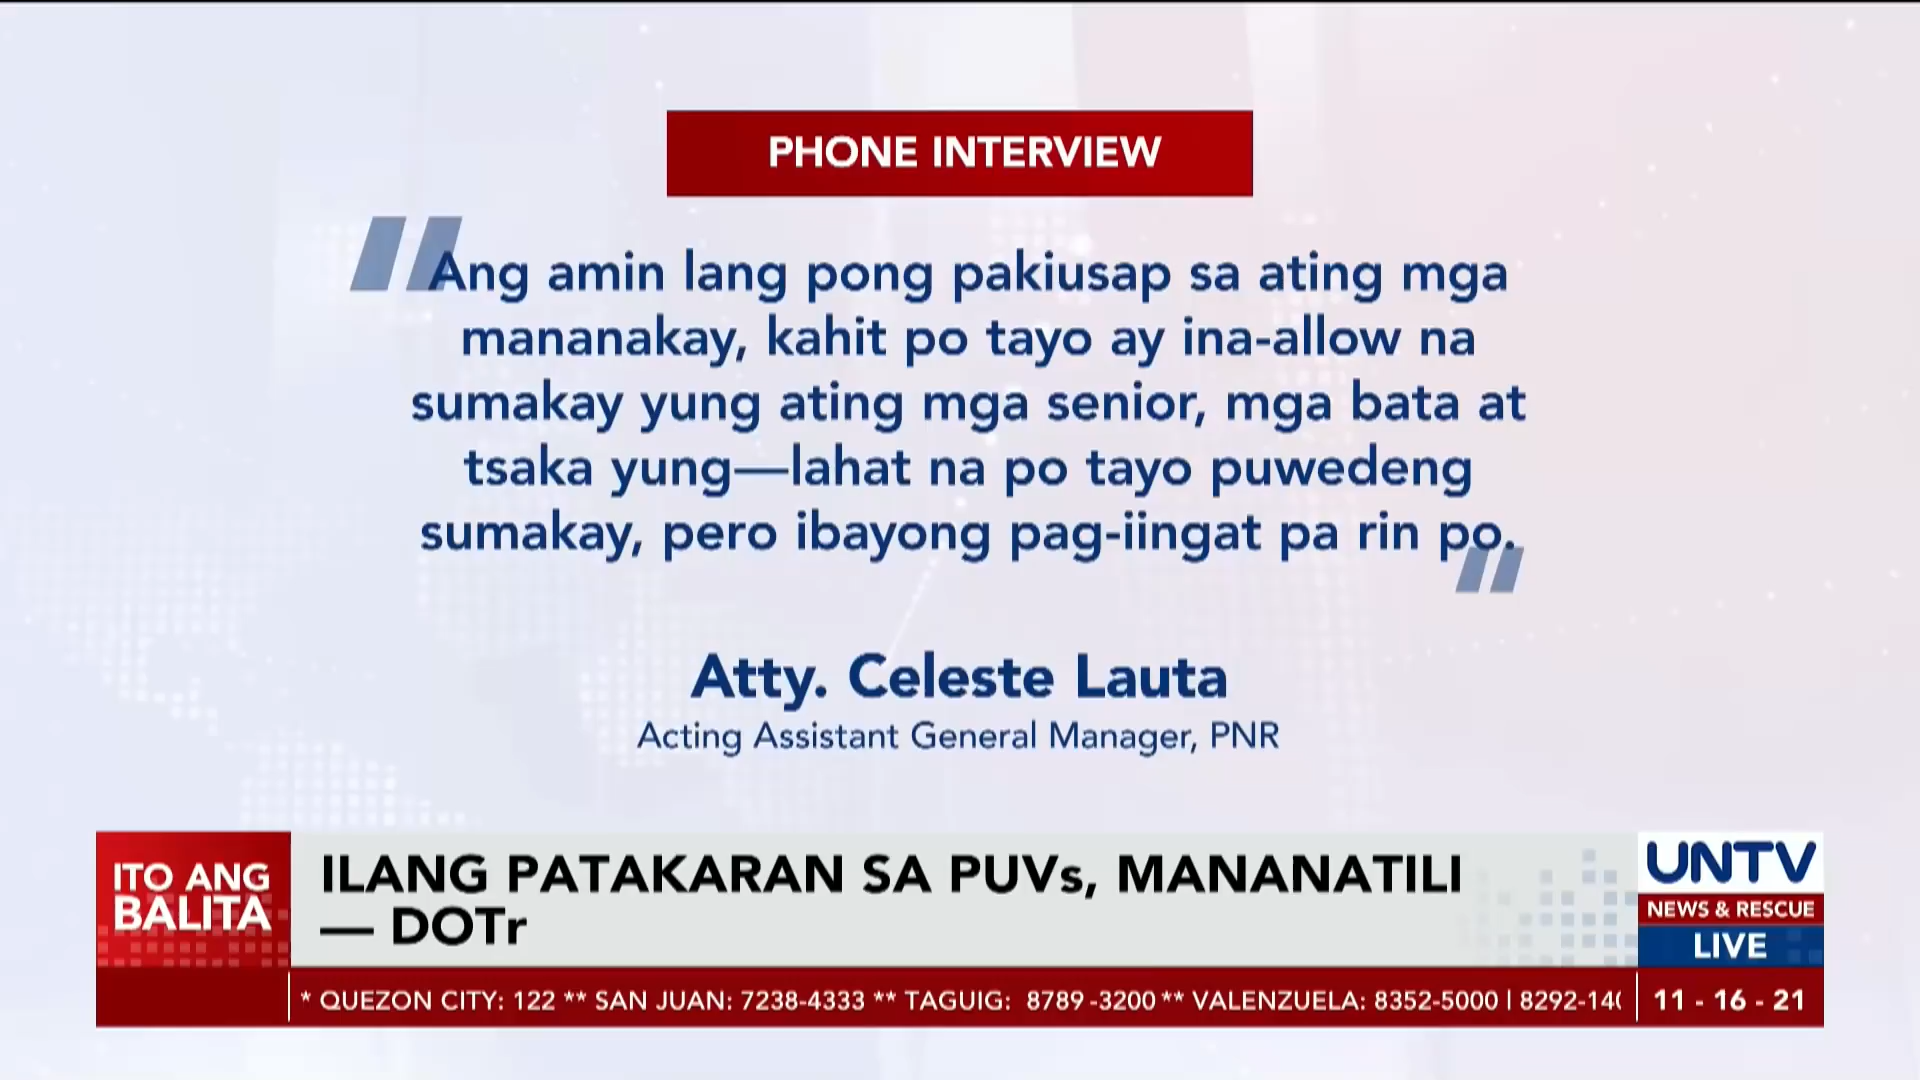 PHONE INTERVIEW
Ang amin lang pong pakiusap sa ating mga
mananakay, kahit po tayo ay ina-allow na
sumakay yung ating mga senior, mga bata at
tsaka yung—lahat na po tayo puwedeng
sumakay, pero ibayong pag-iingat pa rin po.
Atty. Celeste Lauta
Acting Assistant General Manager, PNR
ITO ANG
BALITA
ILANG PATAKARAN SA PUVs, MANANATILI
— DOTr
UNTV
NEWS & RESCUE
LIVE
* QUEZON CITY: 122 ** SAN JUAN: 7238-4333 ** TAGUIG: 8789 -3200 ** VALENZUELA: 8352-5000 | 8292-14
11 - 16 - 21